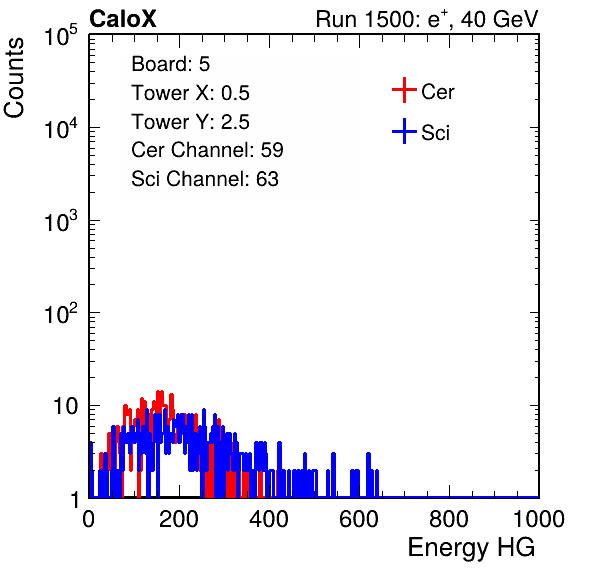 CaloX Run 1500: e⁺, 40 GeV
Counts
10⁵
10⁴
10³
10²
10
1
Board: 5
Tower X: 0.5
Tower Y: 2.5
Cer Channel: 59
Sci Channel: 63
Cer
Sci
0 200 400 600 800 1000
Energy HG